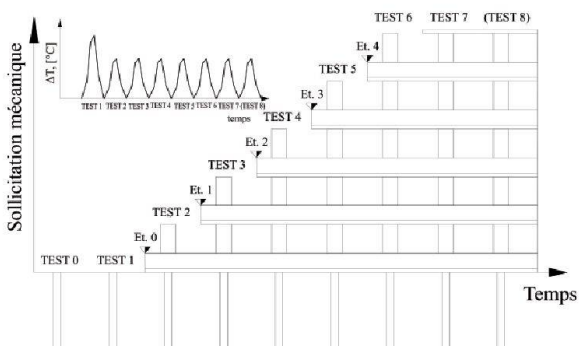 TEST 6 TEST 7 (TEST 8)
Sollicitation mécanique
ΔT, [°C]
TEST 1 TEST 2 TEST 3 TEST 4 TEST 5 TEST 6 TEST 7 (TEST 8)
temps
Et. 4
TEST 5
Et. 3
TEST 4
Et. 2
TEST 3
Et. 1
TEST 2
Et. 0
TEST 0 TEST 1
Temps